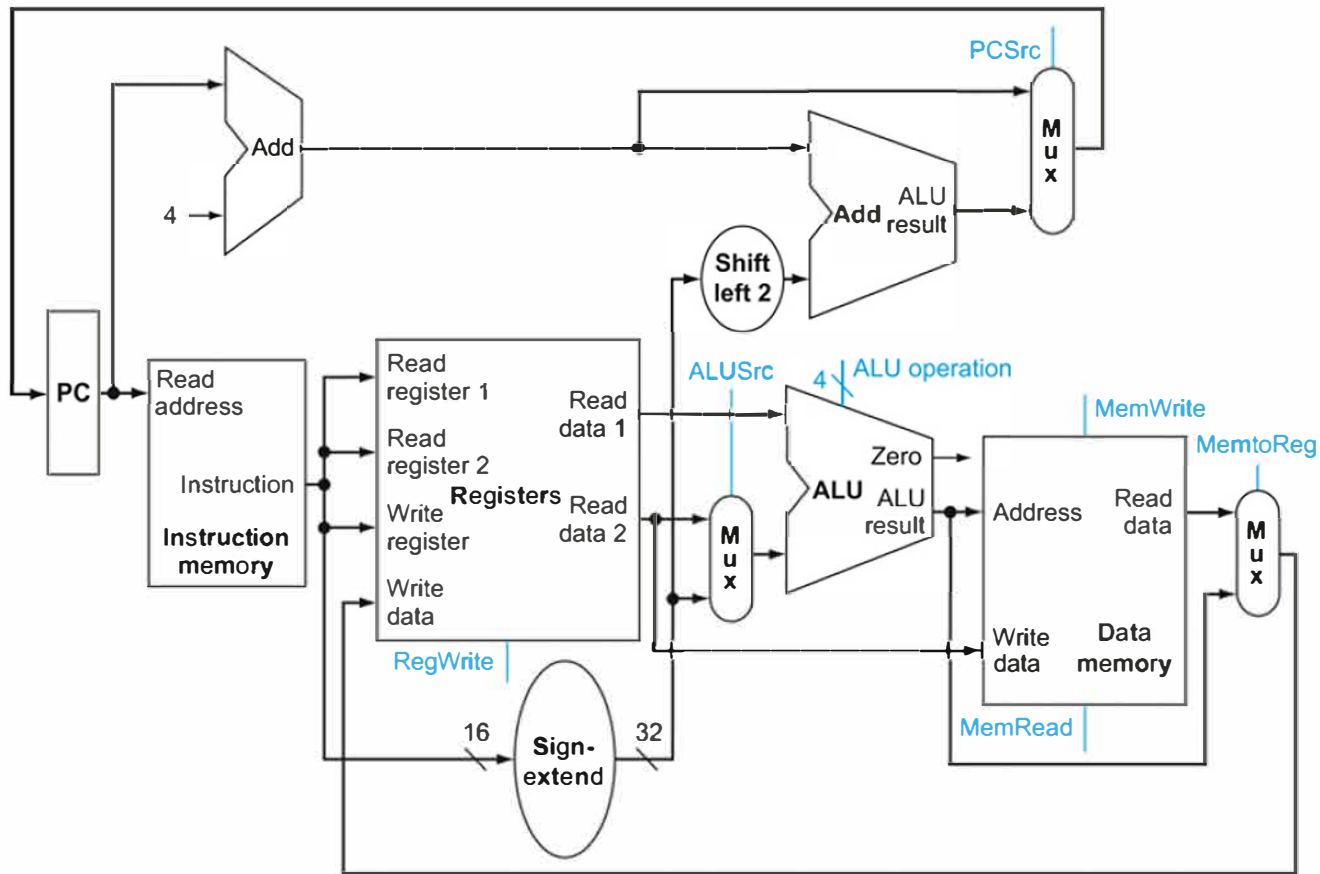 PCSrc
Add
4
Add
ALU
result
M
u
x
Shift
left 2
PC
Read
address
Instruction
Instruction
memory
Read
register 1
Read
register 2
Write
register
Write
data
Registers
Read
data 1
Read
data 2
RegWrite
16
Sign-
extend
32
ALUSrc
M
u
x
4
ALU operation
Zero
ALU
ALU
result
MemWrite
Address
Write
data
Read
data
Data
memory
MemRead
MemtoReg
M
u
x